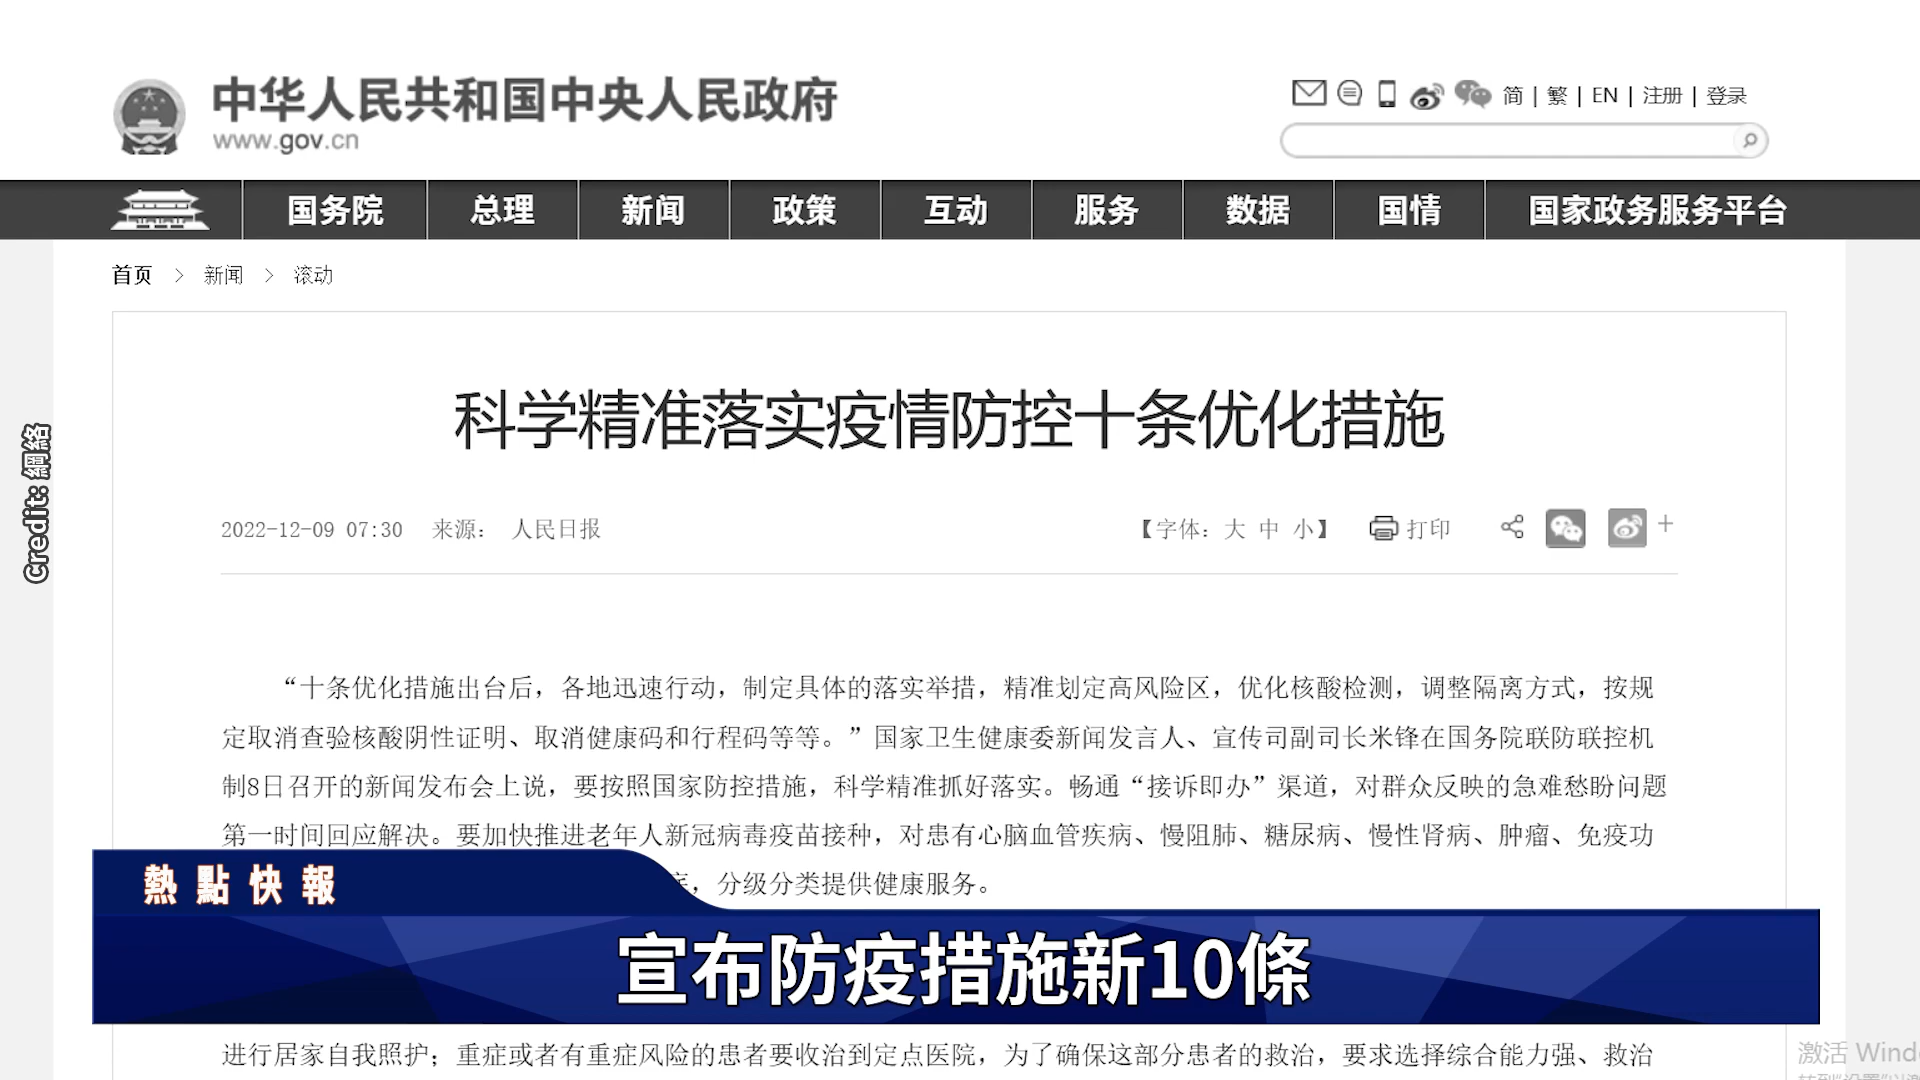 中华人民共和国中央人民政府
www.gov.cn
简 | 繁 | EN | 注册 | 登录
国务院 总理 新闻 政策 互动 服务 数据 国情 国家政务服务平台
首页 > 新闻 > 滚动
科学精准落实疫情防控十条优化措施
2022-12-09 07:30 来源： 人民日报
【字体：大 中 小】 打印
Credit: 網絡
“十条优化措施出台后，各地迅速行动，制定具体的落实举措，精准划定高风险区，优化核酸检测，调整隔离方式，按规
定取消查验核酸阴性证明、取消健康码和行程码等等。”国家卫生健康委新闻发言人、宣传司副司长米锋在国务院联防联控机
制8日召开的新闻发布会上说，要按照国家防控措施，科学精准抓好落实。畅通“接诉即办”渠道，对群众反映的急难愁盼问题
第一时间回应解决。要加快推进老年人新冠病毒疫苗接种，对患有心脑血管疾病、慢阻肺、糖尿病、慢性肾病、肿瘤、免疫功
，分级分类提供健康服务。
熱點快報
宣布防疫措施新10條
进行居家自我照护；重症或者有重症风险的患者要收治到定点医院，为了确保这部分患者的救治，要求选择综合能力强、救治
激活 Wind